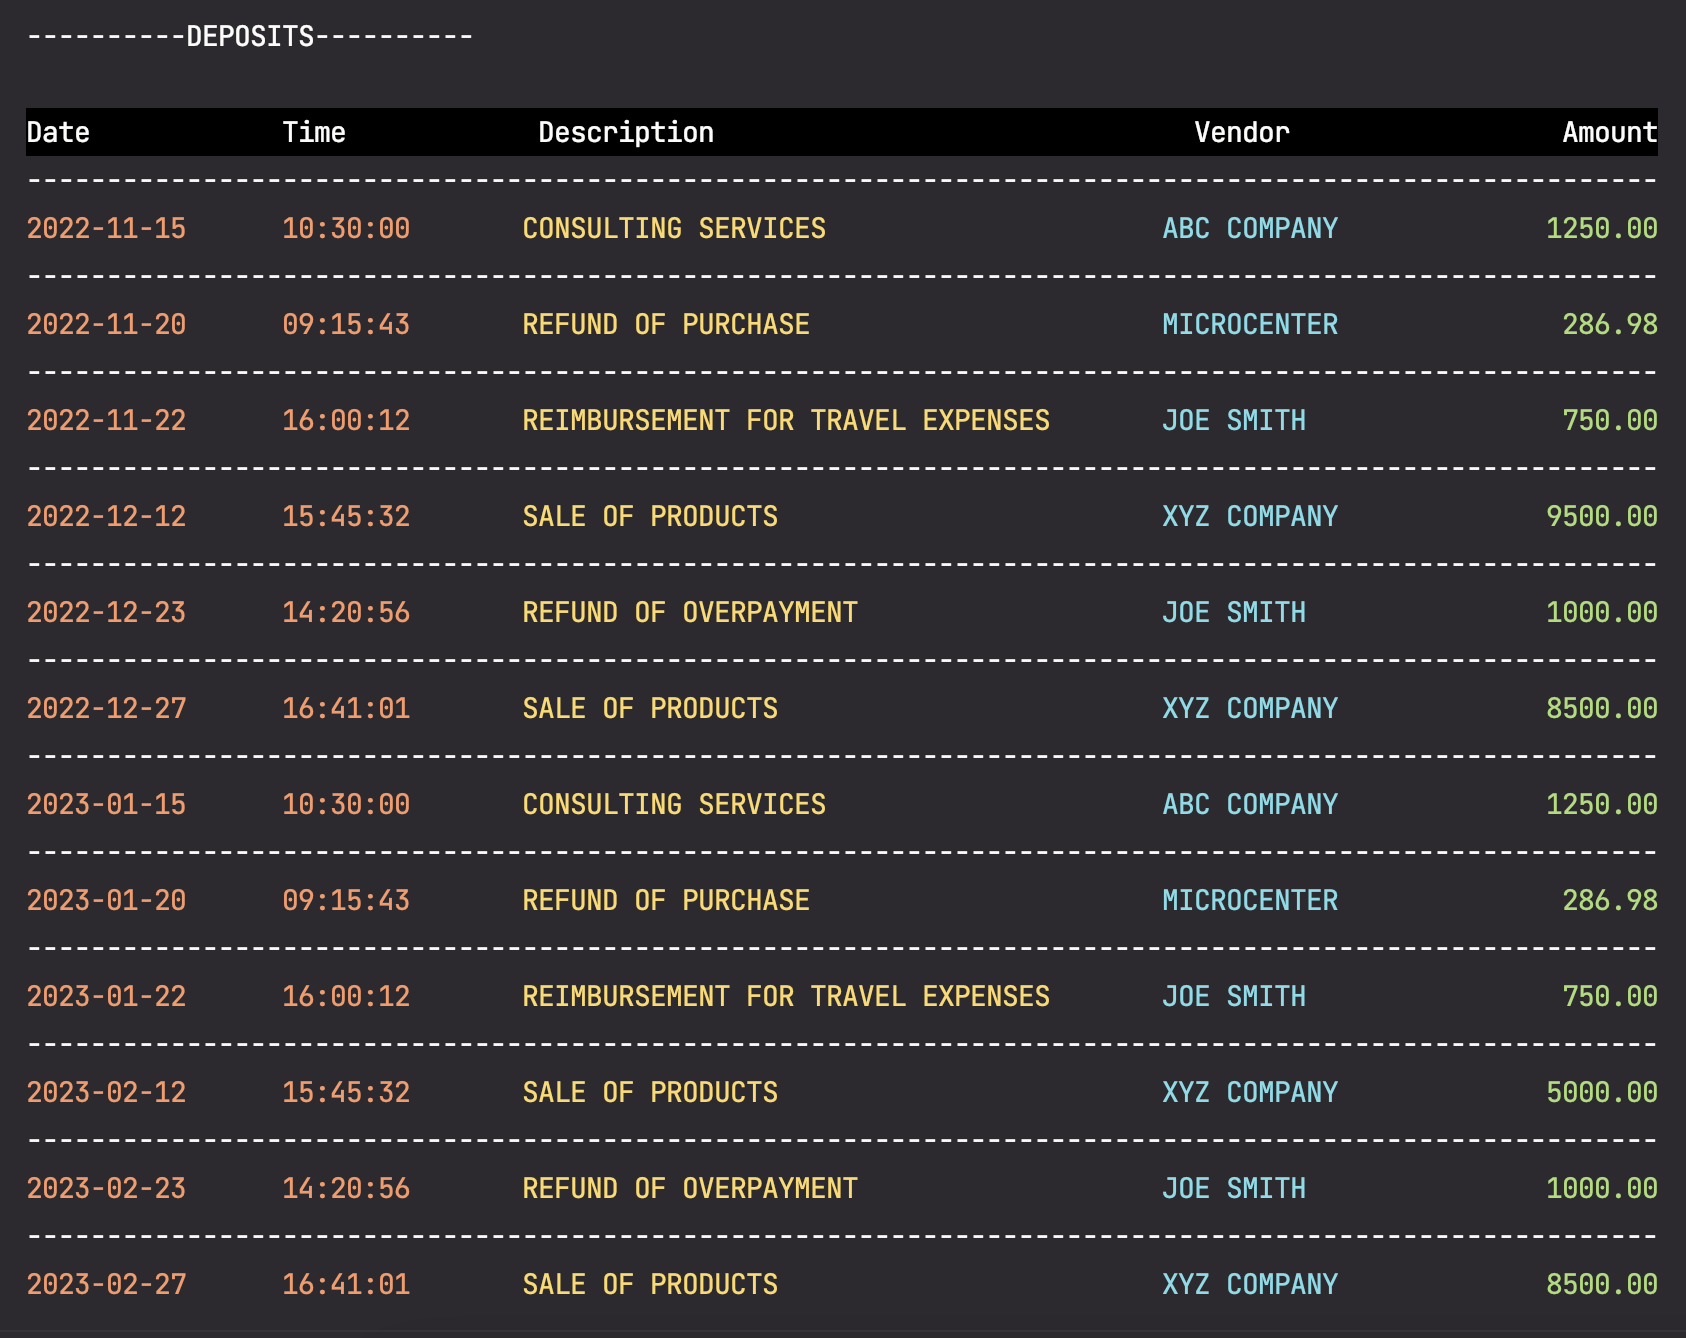 ----------DEPOSITS----------
Date Time Description Vendor Amount
------------------------------------------------------------------------------------------------------
2022-11-15 10:30:00 CONSULTING SERVICES ABC COMPANY 1250.00
------------------------------------------------------------------------------------------------------
2022-11-20 09:15:43 REFUND OF PURCHASE MICROCENTER 286.98
------------------------------------------------------------------------------------------------------
2022-11-22 16:00:12 REIMBURSEMENT FOR TRAVEL EXPENSES JOE SMITH 750.00
------------------------------------------------------------------------------------------------------
2022-12-12 15:45:32 SALE OF PRODUCTS XYZ COMPANY 9500.00
------------------------------------------------------------------------------------------------------
2022-12-23 14:20:56 REFUND OF OVERPAYMENT JOE SMITH 1000.00
------------------------------------------------------------------------------------------------------
2022-12-27 16:41:01 SALE OF PRODUCTS XYZ COMPANY 8500.00
------------------------------------------------------------------------------------------------------
2023-01-15 10:30:00 CONSULTING SERVICES ABC COMPANY 1250.00
------------------------------------------------------------------------------------------------------
2023-01-20 09:15:43 REFUND OF PURCHASE MICROCENTER 286.98
------------------------------------------------------------------------------------------------------
2023-01-22 16:00:12 REIMBURSEMENT FOR TRAVEL EXPENSES JOE SMITH 750.00
------------------------------------------------------------------------------------------------------
2023-02-12 15:45:32 SALE OF PRODUCTS XYZ COMPANY 5000.00
------------------------------------------------------------------------------------------------------
2023-02-23 14:20:56 REFUND OF OVERPAYMENT JOE SMITH 1000.00
------------------------------------------------------------------------------------------------------
2023-02-27 16:41:01 SALE OF PRODUCTS XYZ COMPANY 8500.00